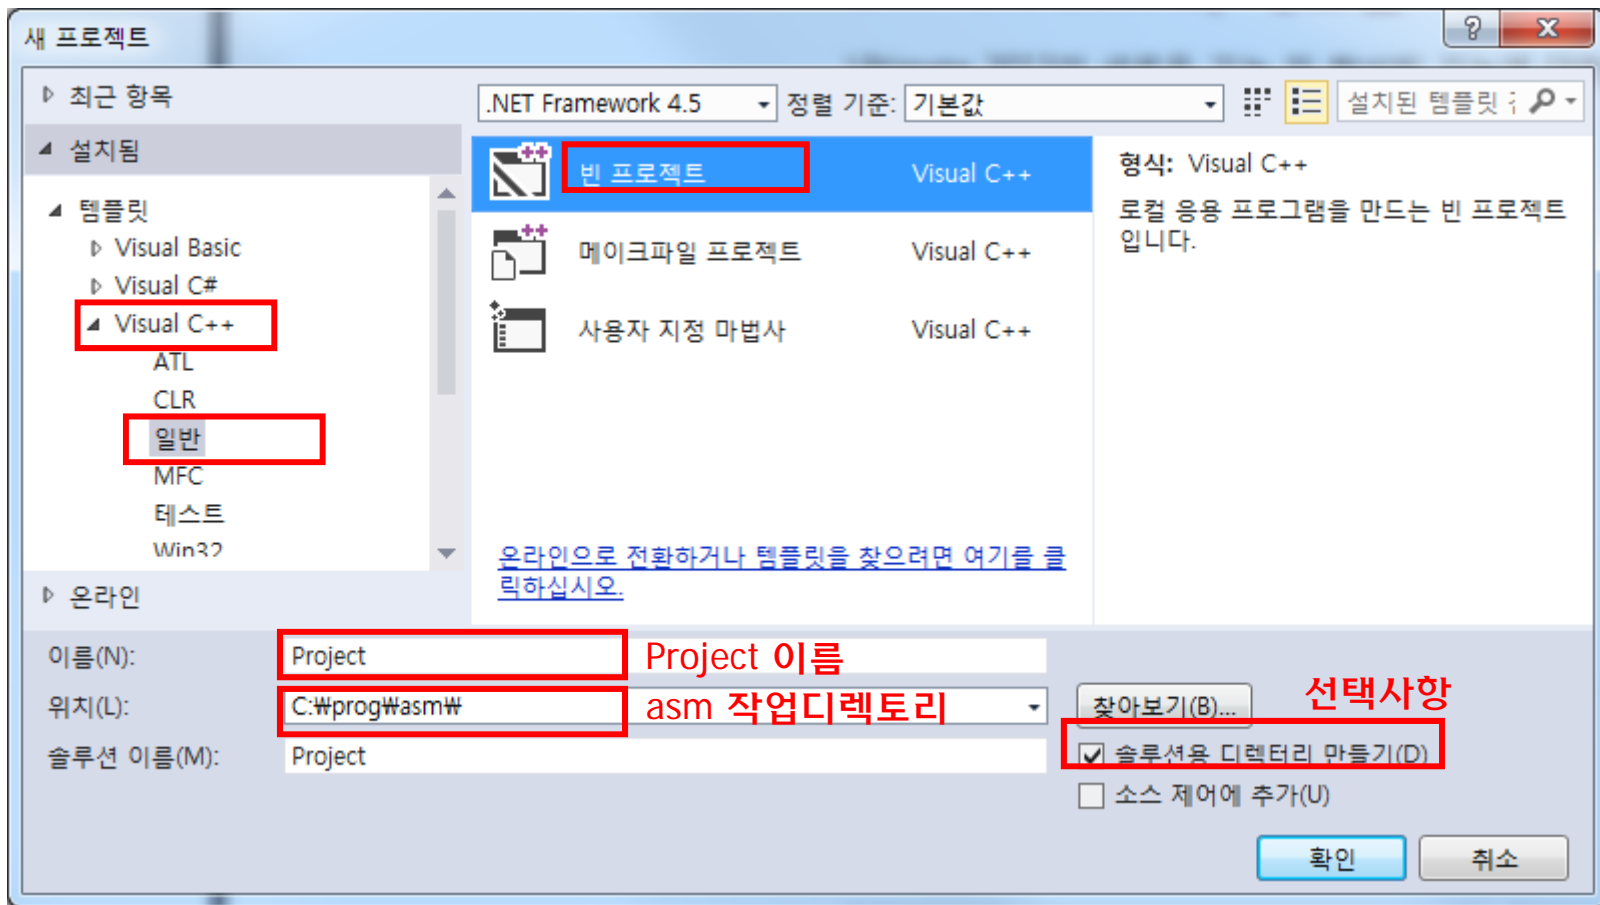 새 프로젝트
최근 항목
.NET Framework 4.5
정렬 기준:
기본값
설치된 템플릿
설치됨
템플릿
Visual Basic
Visual C#
Visual C++
ATL
CLR
일반
MFC
테스트
Win32
온라인
빈 프로젝트 Visual C++
메이크파일 프로젝트 Visual C++
사용자 지정 마법사 Visual C++
온라인으로 전환하거나 템플릿을 찾으려면 여기를 클
릭하십시오.
형식: Visual C++
로컬 응용 프로그램을 만드는 빈 프로젝트
입니다.
이름(N): Project Project 이름
위치(L): C:₩prog₩asm₩ asm 작업디렉토리 찾아보기(B)... 선택사항
솔루션 이름(M): Project 솔루션용 디렉터리 만들기(D)
소스 제어에 추가(U)
확인 취소